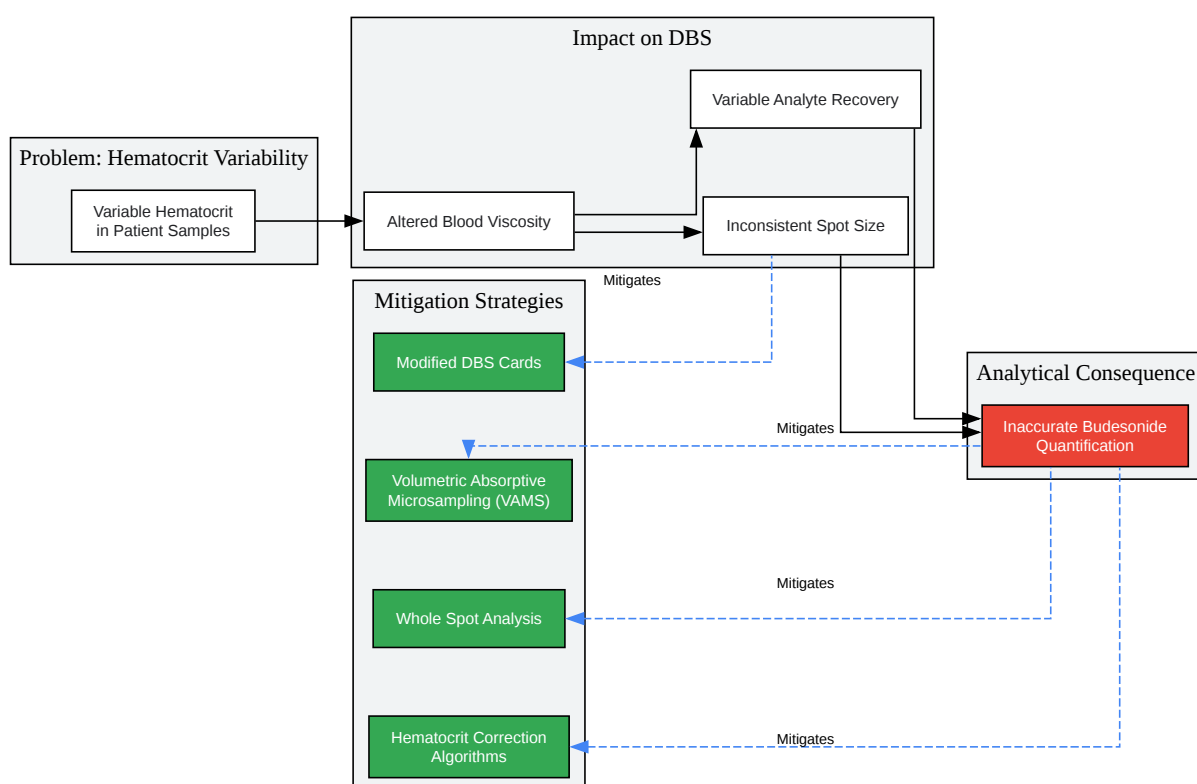 Impact on DBS
Variable Analyte Recovery
Problem: Hematocrit Variability
Variable Hematocrit
in Patient Samples
Altered Blood Viscosity
Inconsistent Spot Size
Mitigates
Mitigation Strategies
Modified DBS Cards
Analytical Consequence
Inaccurate Budesonide
Quantification
Mitigates
Volumetric Absorptive
Microsampling (VAMS)
Mitigates
Whole Spot Analysis
Hematocrit Correction
Algorithms
Mitigates